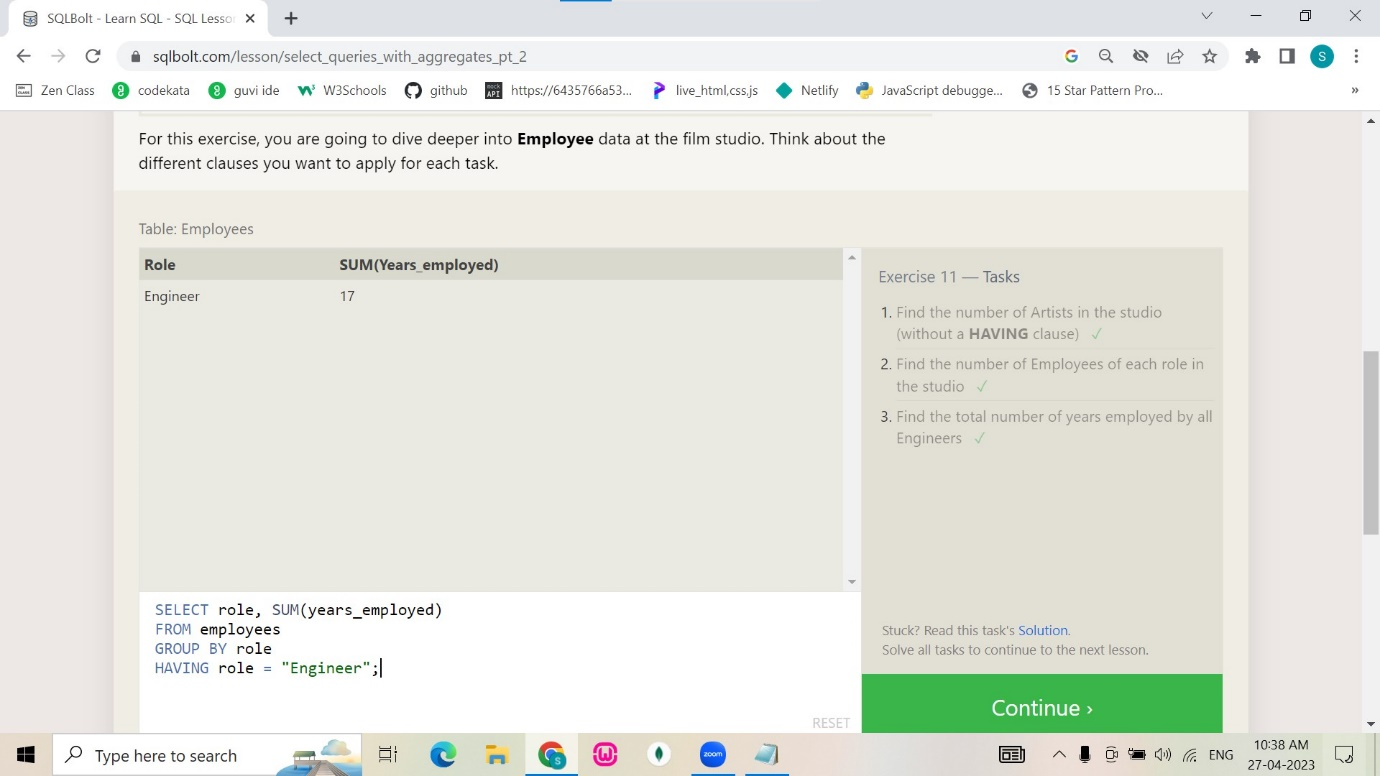 SQLBolt - Learn SQL - SQL Lesso
sqlbolt.com/lesson/select_queries_with_aggregates_pt_2
S
Zen Class codekata guvi ide W3Schools github https://6435766a53... live_html,css,js Netlify JavaScript debugge... 15 Star Pattern Pro... »
For this exercise, you are going to dive deeper into Employee data at the film studio. Think about the
different clauses you want to apply for each task.
Table: Employees
Role SUM(Years_employed)
Engineer 17
Exercise 11 — Tasks
1. Find the number of Artists in the studio
(without a HAVING clause) ✓
2. Find the number of Employees of each role in
the studio ✓
3. Find the total number of years employed by all
Engineers ✓
SELECT role, SUM(years_employed)
FROM employees
GROUP BY role
HAVING role = "Engineer";
RESET
Stuck? Read this task's Solution.
Solve all tasks to continue to the next lesson.
Continue ›
Type here to search
zoom
ENG
10:38 AM
27-04-2023